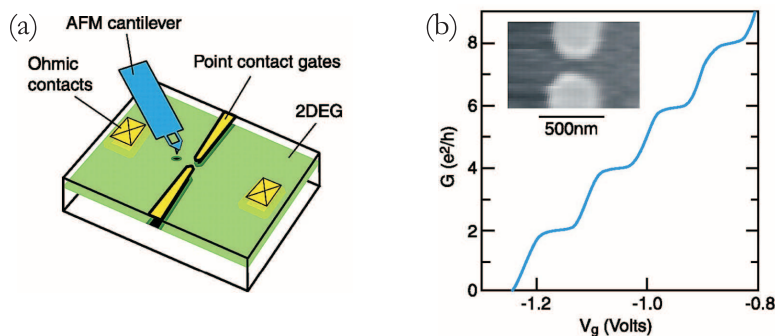 (a)
AFM cantilever
Ohmic
contacts
Point contact gates
2DEG
(b)
G (e²/h)
8
6
4
2
0
500nm
-1.2
-1.0
-0.8
Vg (Volts)